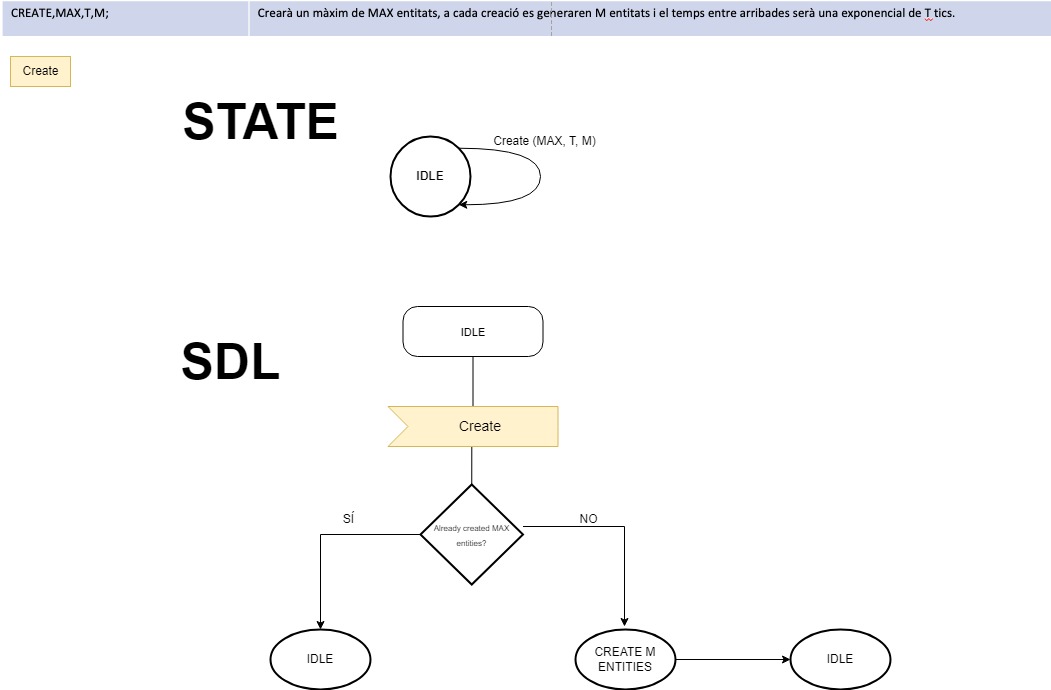 CREATE,MAX,T,M;
Crearà un màxim de MAX entitats, a cada creació es generaren M entitats i el temps entre arribades serà una exponencial de T tics.
Create
STATE
Create (MAX, T, M)
IDLE
IDLE
SDL
Create
SÍ
NO
Already created MAX
entities?
IDLE
CREATE M
ENTITIES
IDLE